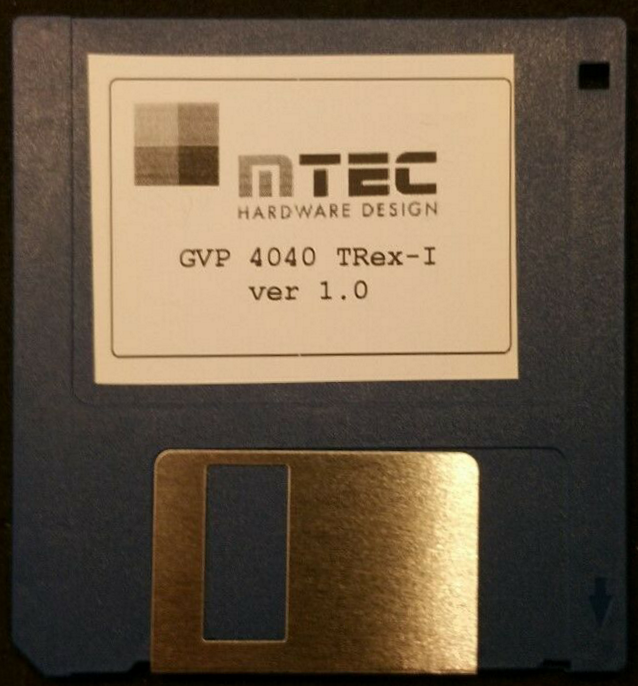 mTEC
HARDWARE DESIGN
GVP 4040 TRex-I
ver 1.0